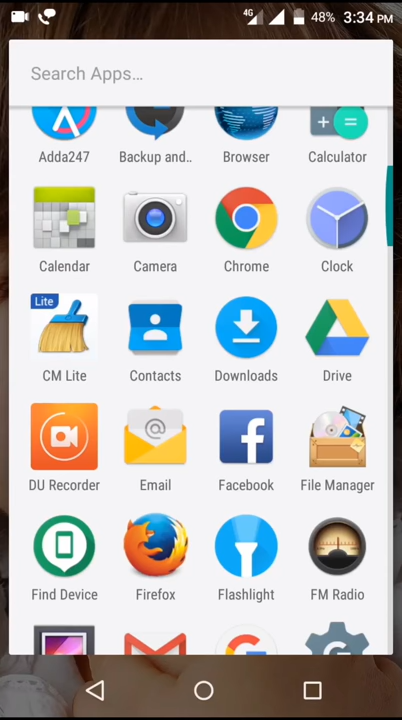 4G 48% 3:34 PM
Search Apps…
Adda247 Backup and.. Browser Calculator
Calendar Camera Chrome Clock
Lite
CM Lite Contacts Downloads Drive
DU Recorder Email Facebook File Manager
Find Device Firefox Flashlight FM Radio